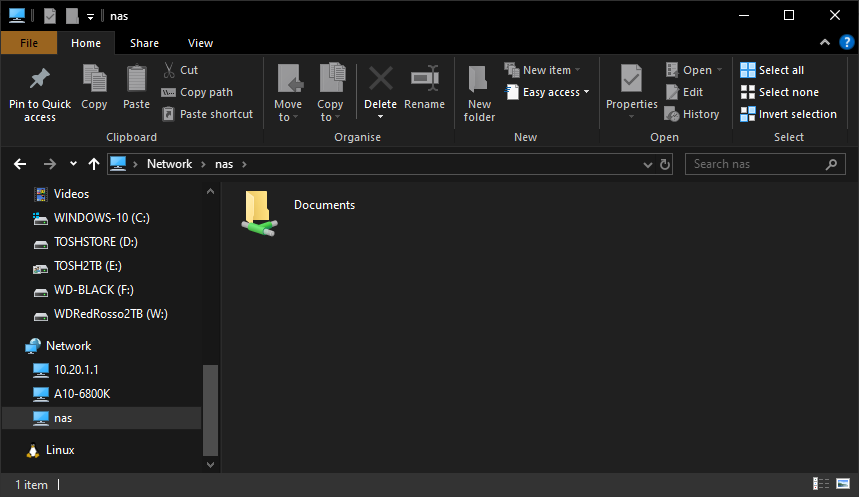 nas
File Home Share View
Pin to Quick access
Copy
Paste
Cut
Copy path
Paste shortcut
Clipboard
Move to
Copy to
Delete
Rename
Organise
New folder
New item
Easy access
New
Properties
Open
Edit
History
Open
Select all
Select none
Invert selection
Select
Network > nas >
Search nas
Videos
WINDOWS-10 (C:)
TOSHSTORE (D:)
TOSH2TB (E:)
WD-BLACK (F:)
WDRedRosso2TB (W:)
Network
10.20.1.1
A10-6800K
nas
Linux
Documents
1 item